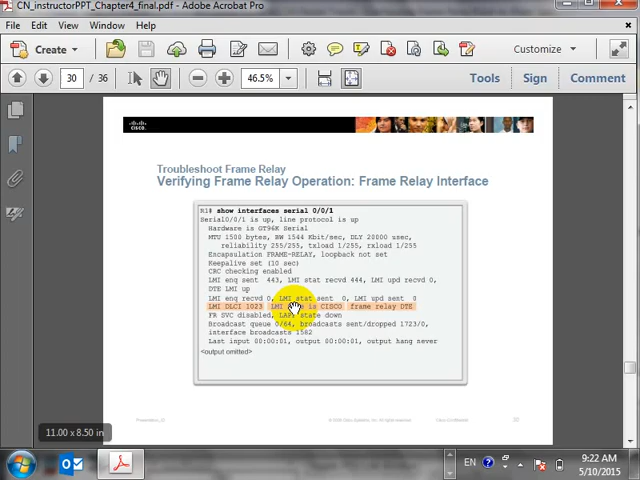 CN_instructorPPT_Chapter4_final.pdf - Adobe Acrobat Pro
File Edit View Window Help
Create
Customize
30 / 36
46.5%
Tools
Sign
Comment
CISCO
Troubleshoot Frame Relay
Verifying Frame Relay Operation: Frame Relay Interface
R1# show interfaces serial 0/0/1
Serial0/0/1 is up, line protocol is up
Hardware is GT96K Serial
MTU 1500 bytes, BW 1544 Kbit/sec, DLY 20000 usec,
reliability 255/255, txload 1/255, rxload 1/255
Encapsulation FRAME-RELAY, loopback not set
Keepalive set (10 sec)
CRC checking enabled
LMI enq sent 443, LMI stat recvd 444, LMI upd recvd 0,
DTE LMI up
LMI enq recvd 0, LMI stat sent 0, LMI upd sent 0
LMI DLCI 1023 LMI is CISCO frame relay DTE
FR SVC disabled, LAPF state down
Broadcast queue 0/64, broadcasts sent/dropped 1723/0,
interface broadcasts 1582
Last input 00:00:01, output 00:00:01, output hang never
<output omitted>
Presentation_ID
Cisco Confidential
11.00 x 8.50 in
EN
9:22 AM
5/10/2015